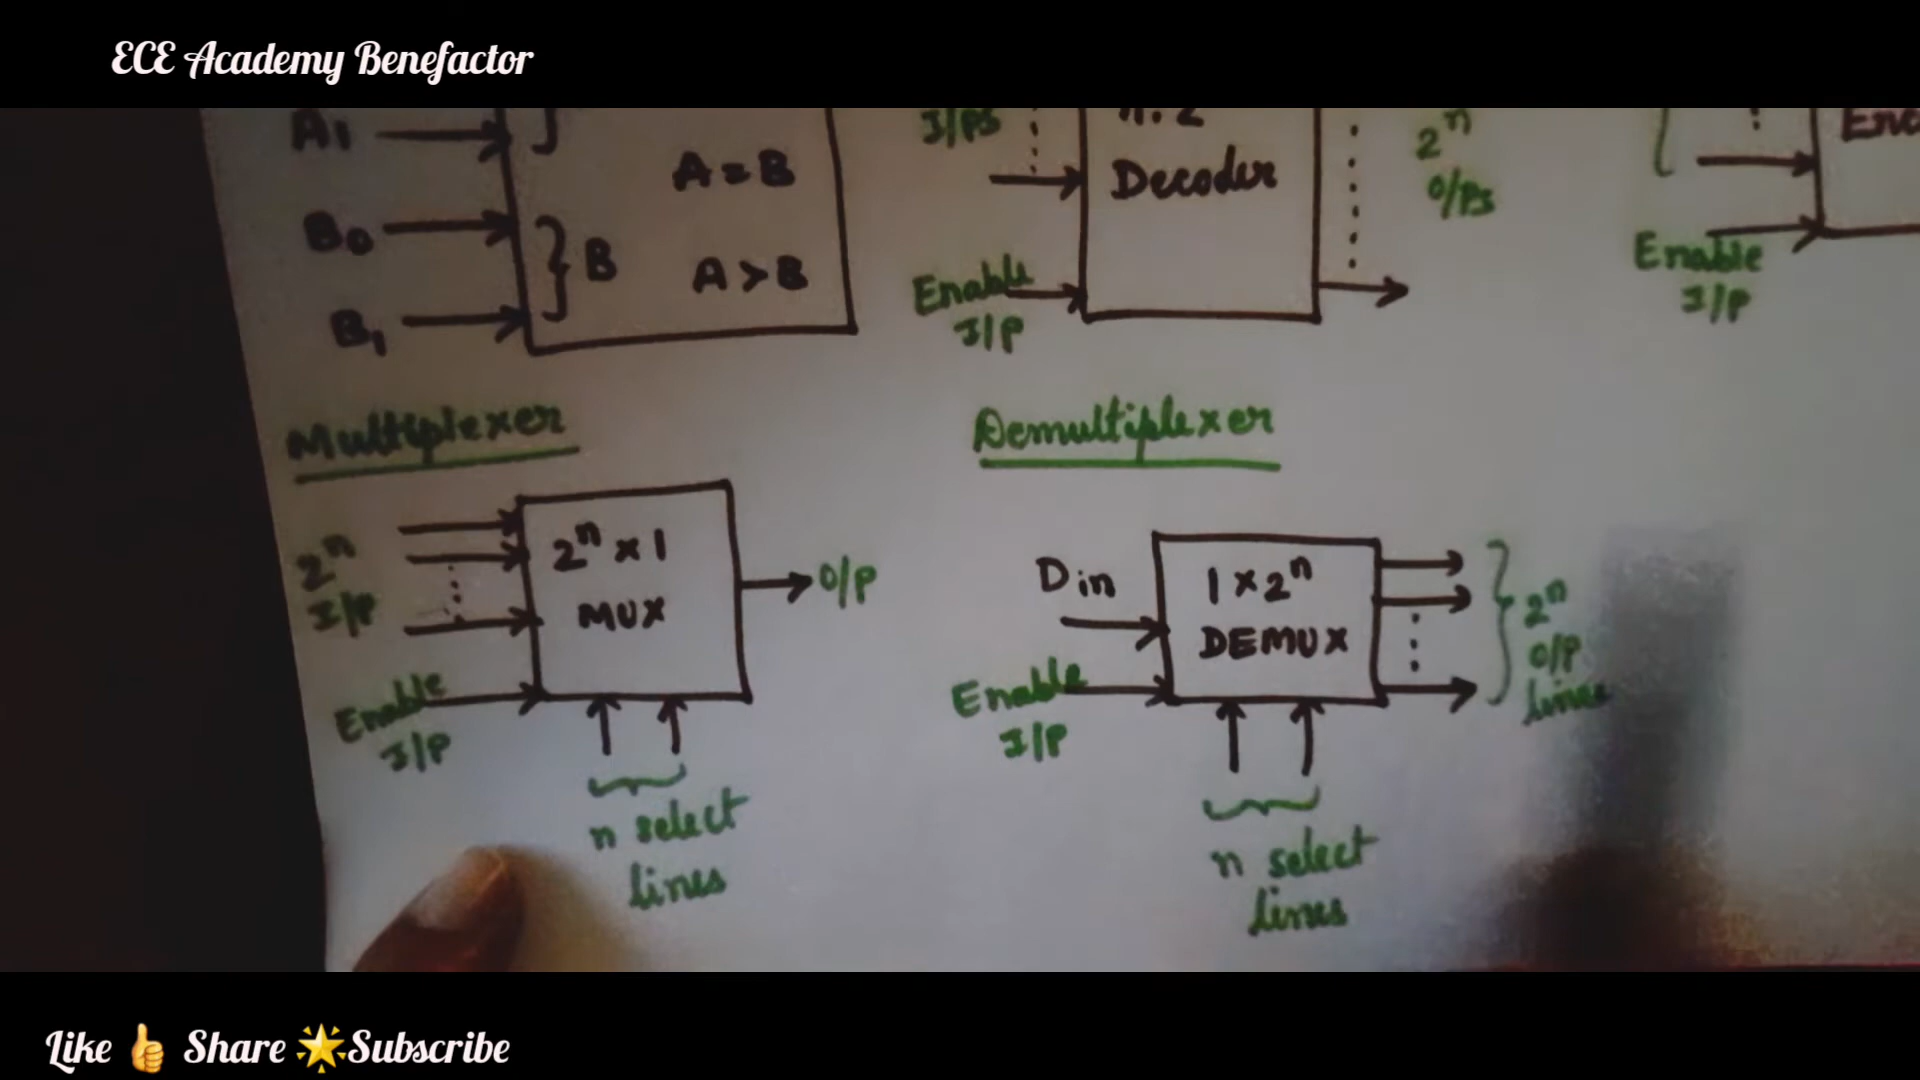 ECE Academy Benefactor
A1
B0
B1
} B
A = B
A > B
I/Ps
Decoder
2^n
O/Ps
Enable
I/P
Enable
I/P
Multiplexer
2^n
I/P
2^n x 1
MUX
O/P
Enable
I/P
n select
lines
Demultiplexer
Din
1 x 2^n
DEMUX
2^n
O/P
lines
Enable
I/P
n select
lines
Like 👍 Share 🌟Subscribe